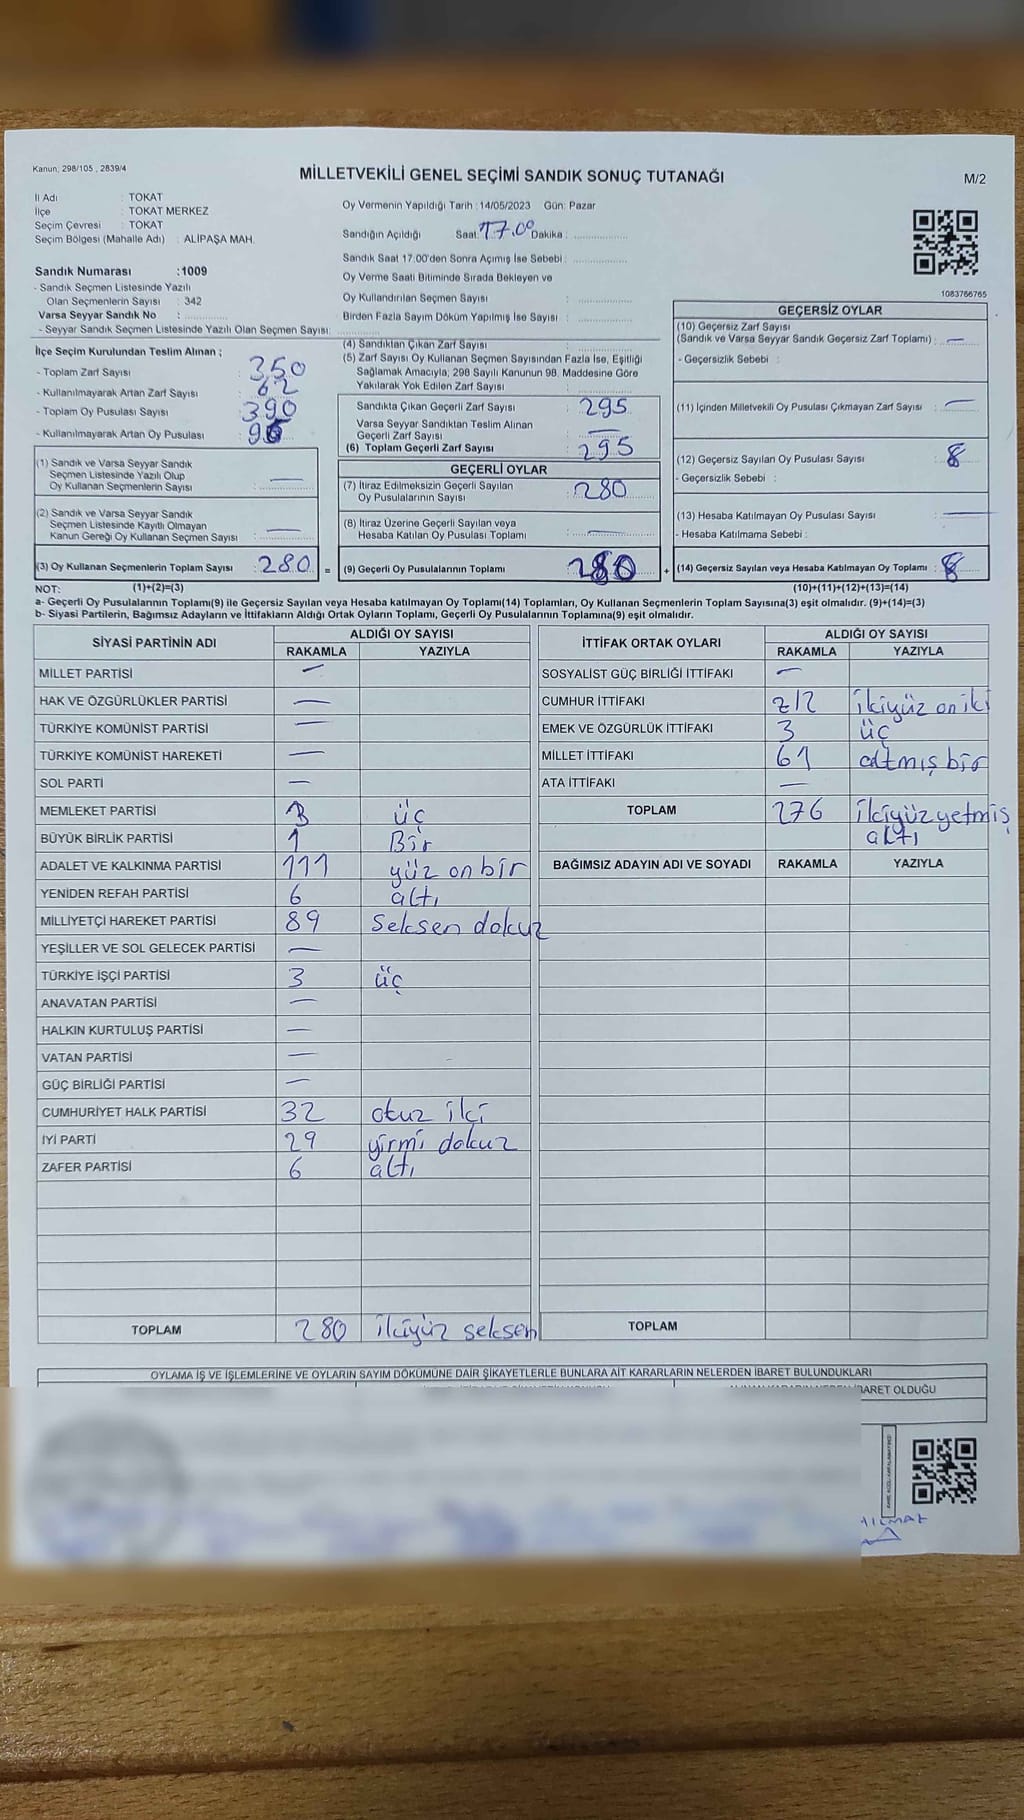 Kanun, 298/105 , 2839/4
MİLLETVEKİLİ GENEL SEÇİMİ SANDIK SONUÇ TUTANAĞI
M/2
İl Adı : TOKAT
İlçe : TOKAT MERKEZ
Seçim Çevresi : TOKAT
Seçim Bölgesi (Mahalle Adı) : ALİPAŞA MAH.
Sandık Numarası :1009
- Sandık Seçmen Listesinde Yazılı
Olan Seçmenlerin Sayısı : 342
Varsa Seyyar Sandık No :
- Seyyar Sandık Seçmen Listesinde Yazılı Olan Seçmen Sayısı:
Oy Vermenin Yapıldığı Tarih :14/05/2023 Gün: Pazar
Sandığın Açıldığı Saat: 17.00 Dakika :
Sandık Saat 17.00'den Sonra Açımış İse Sebebi :
Oy Verme Saati Bitiminde Sırada Bekleyen ve
Oy Kullandırılan Seçmen Sayısı :
Birden Fazla Sayım Döküm Yapılmış İse Sayısı :
1083766765
İlçe Seçim Kurulundan Teslim Alınan ;
- Toplam Zarf Sayısı : 350
- Kullanılmayarak Artan Zarf Sayısı : 62
- Toplam Oy Pusulası Sayısı : 390
- Kullanılmayarak Artan Oy Pusulası :
(1) Sandık ve Varsa Seyyar Sandık
Seçmen Listesinde Yazılı Olup
Oy Kullanan Seçmenlerin Sayısı : —
(2) Sandık ve Varsa Seyyar Sandık
Seçmen Listesinde Kayıtlı Olmayan
Kanun Gereği Oy Kullanan Seçmen Sayısı : —
(3) Oy Kullanan Seçmenlerin Toplam Sayısı : 280 =
(4) Sandıktan Çıkan Zarf Sayısı :
(5) Zarf Sayısı Oy Kullanan Seçmen Sayısından Fazla İse, Eşitliği
Sağlamak Amacıyla; 298 Sayılı Kanunun 98. Maddesine Göre
Yakılarak Yok Edilen Zarf Sayısı :
Sandıkta Çıkan Geçerli Zarf Sayısı : 295
Varsa Seyyar Sandıktan Teslim Alınan
Geçerli Zarf Sayısı : —
(6) Toplam Geçerli Zarf Sayısı : 295
GEÇERLİ OYLAR
(7) İtiraz Edilmeksizin Geçerli Sayılan
Oy Pusulalarının Sayısı : 280
(8) İtiraz Üzerine Geçerli Sayılan veya
Hesaba Katılan Oy Pusulası Toplamı : —
(9) Geçerli Oy Pusulalarının Toplamı : 280 +
GEÇERSİZ OYLAR
(10) Geçersiz Zarf Sayısı
(Sandık ve Varsa Seyyar Sandık Geçersiz Zarf Toplamı) : —
- Geçersizlik Sebebi :
(11) İçinden Milletvekili Oy Pusulası Çıkmayan Zarf Sayısı : —
(12) Geçersiz Sayılan Oy Pusulası Sayısı : 8
- Geçersizlik Sebebi :
(13) Hesaba Katılmayan Oy Pusulası Sayısı : —
- Hesaba Katılmama Sebebi :
(14) Geçersiz Sayılan veya Hesaba Katılmayan Oy Toplamı : 8
NOT: (1)+(2)=(3) (10)+(11)+(12)+(13)=(14)
a- Geçerli Oy Pusulalarının Toplamı(9) ile Geçersiz Sayılan veya Hesaba katılmayan Oy Toplamı(14) Toplamları, Oy Kullanan Seçmenlerin Toplam Sayısına(3) eşit olmalıdır. (9)+(14)=(3)
b- Siyasi Partilerin, Bağımsız Adayların ve İttifakların Aldığı Ortak Oyların Toplamı, Geçerli Oy Pusulalarının Toplamına(9) eşit olmalıdır.
SİYASİ PARTİNİN ADI ALDIĞI OY SAYISI
RAKAMLA YAZIYLA
MİLLET PARTİSİ —
HAK VE ÖZGÜRLÜKLER PARTİSİ —
TÜRKİYE KOMÜNİST PARTİSİ —
TÜRKİYE KOMÜNİST HAREKETİ —
SOL PARTİ —
MEMLEKET PARTİSİ 3 üç
BÜYÜK BİRLİK PARTİSİ 1 Bir
ADALET VE KALKINMA PARTİSİ 111 yüz on bir
YENİDEN REFAH PARTİSİ 6 altı
MİLLİYETÇİ HAREKET PARTİSİ 89 Seksen dokuz
YEŞİLLER VE SOL GELECEK PARTİSİ —
TÜRKİYE İŞÇİ PARTİSİ 3 üç
ANAVATAN PARTİSİ —
HALKIN KURTULUŞ PARTİSİ —
VATAN PARTİSİ —
GÜÇ BİRLİĞİ PARTİSİ —
CUMHURİYET HALK PARTİSİ 32 otuz iki
İYİ PARTİ 29 yirmi dokuz
ZAFER PARTİSİ 6 altı
TOPLAM 280 ikiyüz seksen
İTTİFAK ORTAK OYLARI ALDIĞI OY SAYISI
RAKAMLA YAZIYLA
SOSYALİST GÜÇ BİRLİĞİ İTTİFAKI —
CUMHUR İTTİFAKI 212 ikiyüz on iki
EMEK VE ÖZGÜRLÜK İTTİFAKI 3 üç
MİLLET İTTİFAKI 61 altmış bir
ATA İTTİFAKI —
TOPLAM 276 ikiyüz yetmiş
altı
BAĞIMSIZ ADAYIN ADI VE SOYADI RAKAMLA YAZIYLA
TOPLAM
OYLAMA İŞ VE İŞLEMLERİNE VE OYLARIN SAYIM DÖKÜMÜNE DAİR ŞİKAYETLERLE BUNLARA AİT KARARLARIN NELERDEN İBARET BULUNDUKLARI
İBARET OLDUĞU